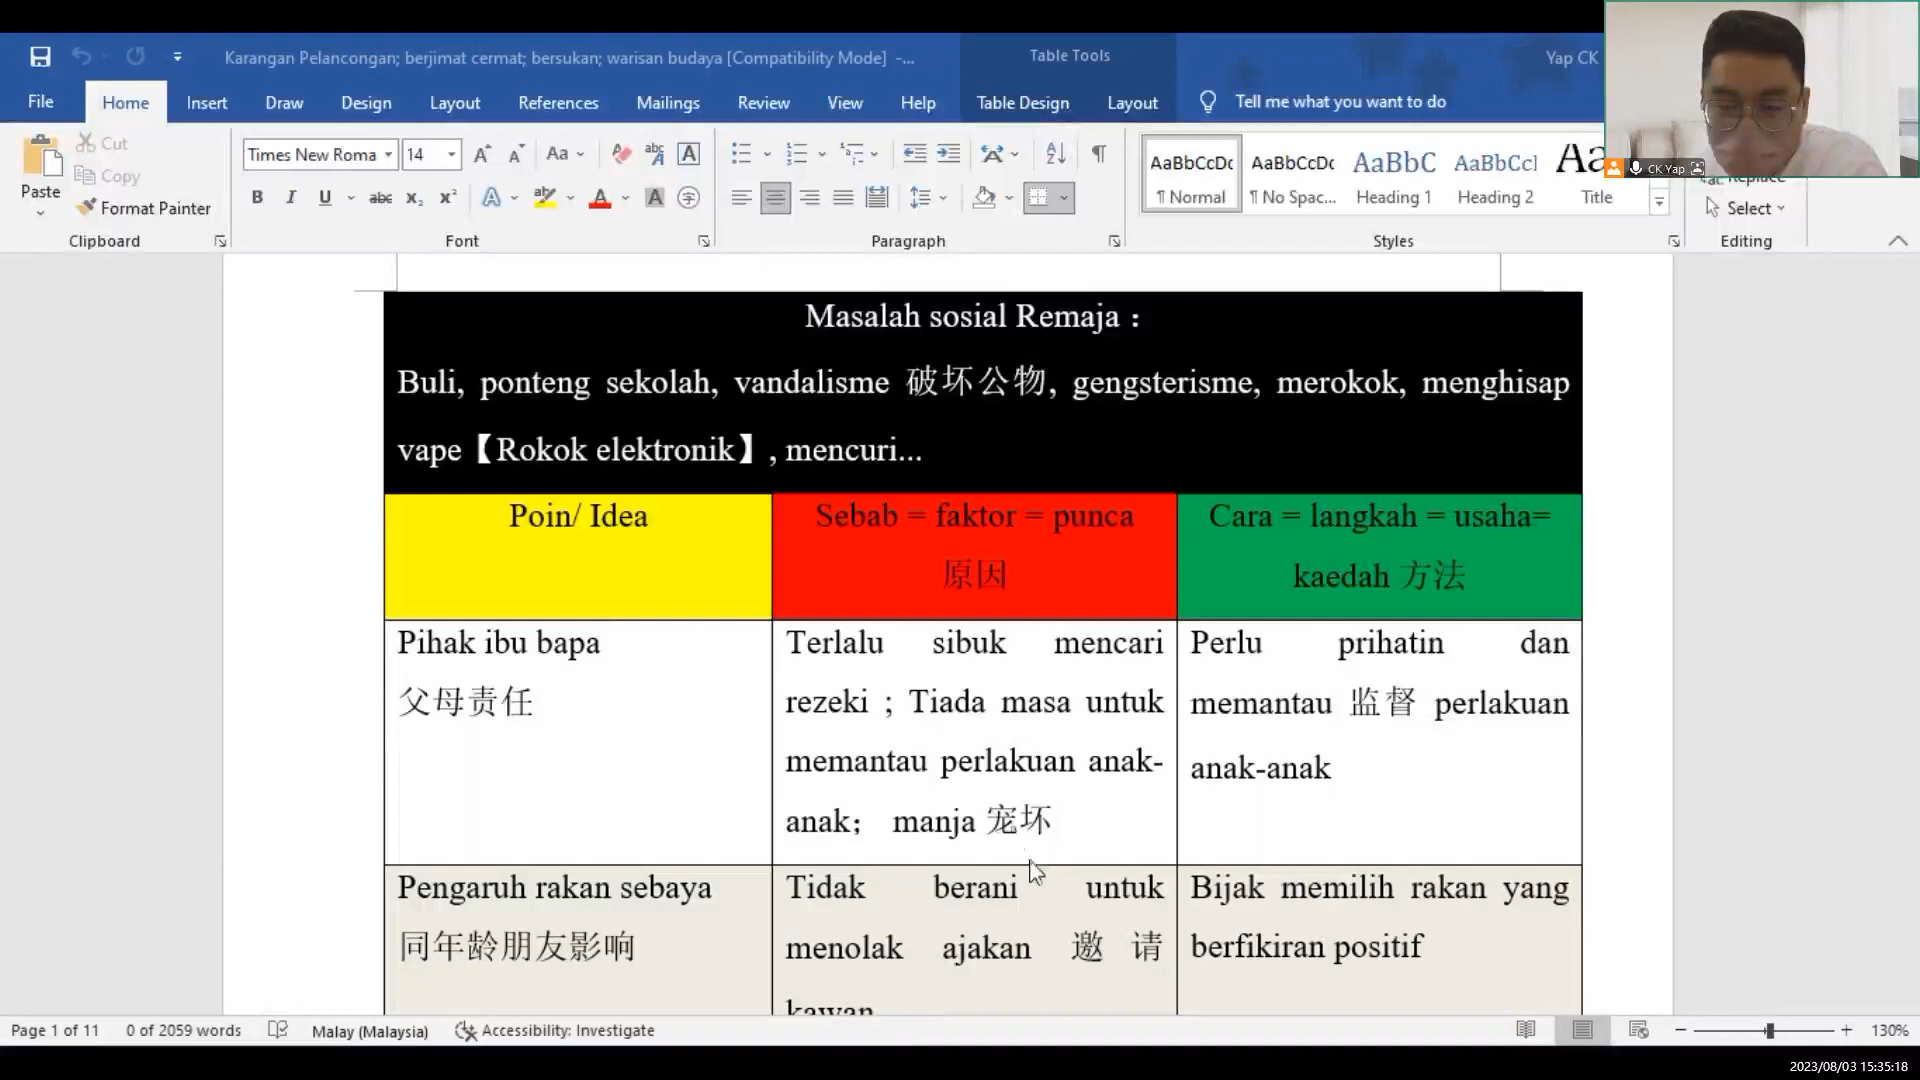 Karangan Pelancongan; berjimat cermat; bersukan; warisan budaya [Compatibility Mode] -...
Table Tools
Yap CK
File
Home
Insert
Draw
Design
Layout
References
Mailings
Review
View
Help
Table Design
Layout
Tell me what you want to do
Paste
Cut
Copy
Format Painter
Clipboard
Times New Roma
14
Font
Paragraph
AaBbCcDc
¶ Normal
AaBbCcDc
¶ No Spac...
AaBbC
Heading 1
AaBbCcl
Heading 2
Title
Styles
Select
Editing
CK Yap
Masalah sosial Remaja：
Buli, ponteng sekolah, vandalisme 破坏公物, gengsterisme, merokok, menghisap
vape【Rokok elektronik】, mencuri...
Poin/ Idea
Sebab = faktor = punca
原因
Cara = langkah = usaha=
kaedah 方法
Pihak ibu bapa
父母责任
Terlalu sibuk mencari
rezeki ; Tiada masa untuk
memantau perlakuan anak-
anak； manja 宠坏
Perlu prihatin dan
memantau 监督 perlakuan
anak-anak
Pengaruh rakan sebaya
同年龄朋友影响
Tidak berani untuk
menolak ajakan 邀请
kawan
Bijak memilih rakan yang
berfikiran positif
Page 1 of 11
0 of 2059 words
Malay (Malaysia)
Accessibility: Investigate
130%
2023/08/03 15:35:18